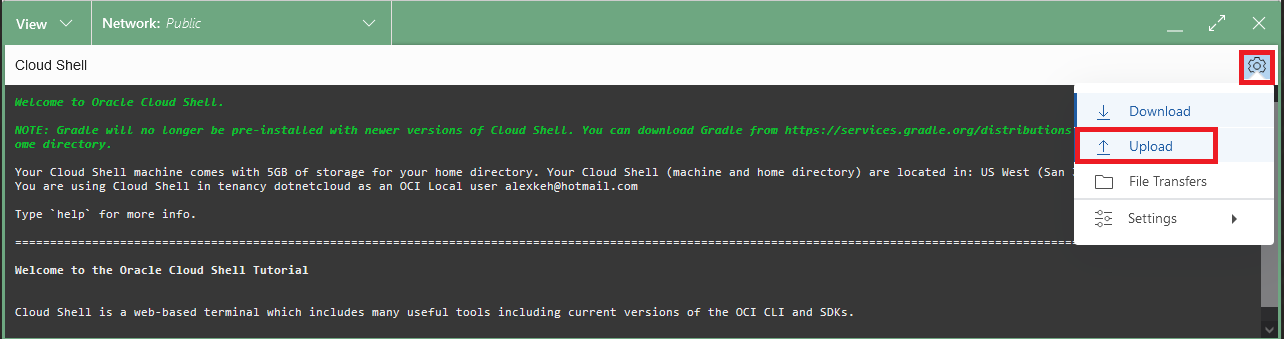 View Network: Public
Cloud Shell
Welcome to Oracle Cloud Shell.
NOTE: Gradle will no longer be pre-installed with newer versions of Cloud Shell. You can download Gradle from https://services.gradle.org/distributions
ome directory.
Your Cloud Shell machine comes with 5GB of storage for your home directory. Your Cloud Shell (machine and home directory) are located in: US West (San
You are using Cloud Shell in tenancy dotnetcloud as an OCI Local user alexkeh@hotmail.com
Type `help` for more info.
Welcome to the Oracle Cloud Shell Tutorial
Cloud Shell is a web-based terminal which includes many useful tools including current versions of the OCI CLI and SDKs.
Download
Upload
File Transfers
Settings